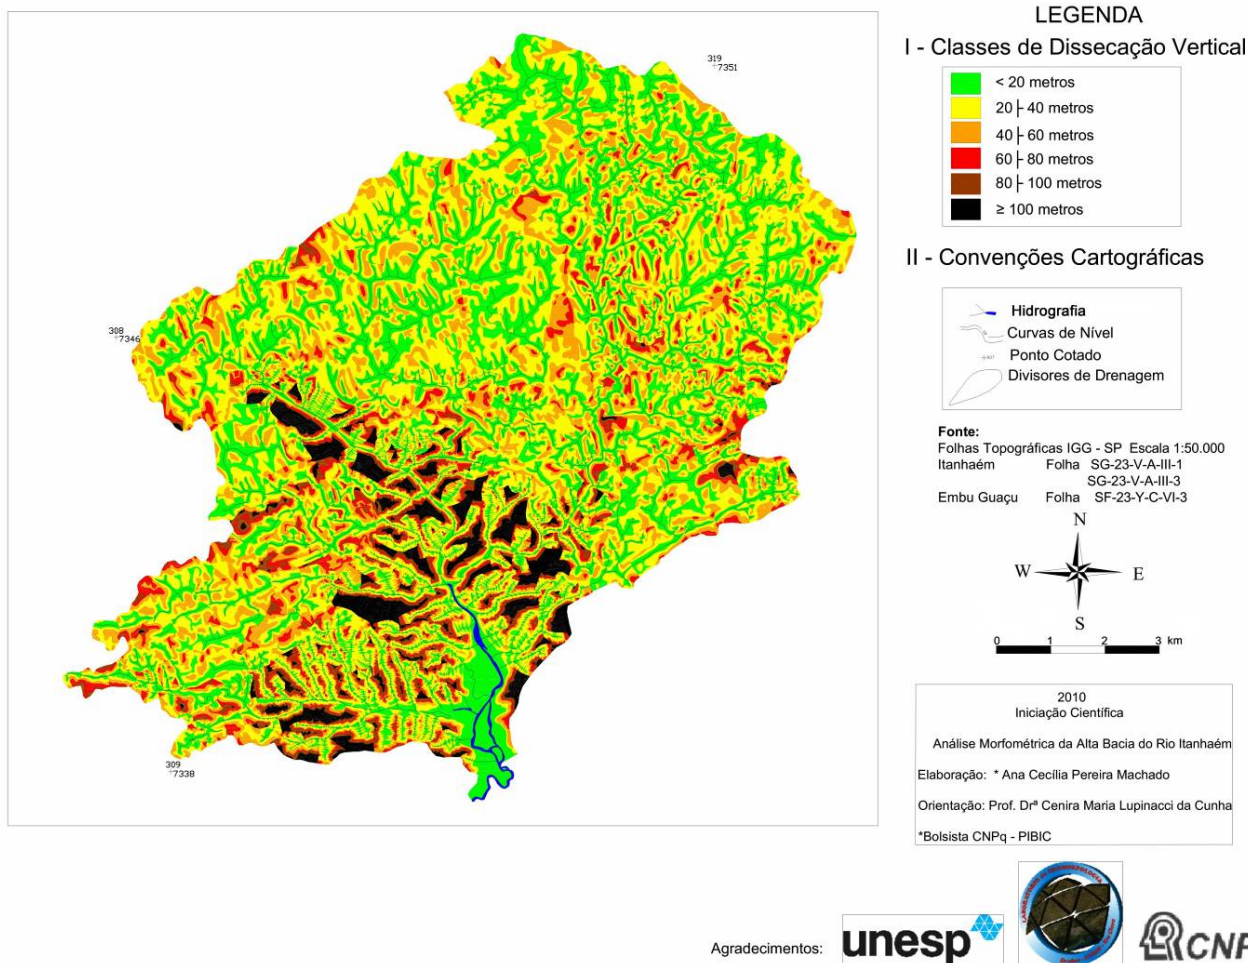 319
+7351
308
+7346
309
+7338
LEGENDA
I - Classes de Dissecação Vertical
< 20 metros
20├ 40 metros
40├ 60 metros
60├ 80 metros
80├ 100 metros
≥ 100 metros
II - Convenções Cartográficas
Hidrografia
Curvas de Nível
Ponto Cotado
Divisores de Drenagem
Fonte:
Folhas Topográficas IGG - SP Escala 1:50.000
Itanhaém Folha SG-23-V-A-III-1
SG-23-V-A-III-3
Embu Guaçu Folha SF-23-Y-C-VI-3
N
W E
S
0 1 2 3 km
2010
Iniciação Científica
Análise Morfométrica da Alta Bacia do Rio Itanhaém
Elaboração: * Ana Cecília Pereira Machado
Orientação: Prof. Drª Cenira Maria Lupinacci da Cunha
*Bolsista CNPq - PIBIC
Agradecimentos:
unesp
LABORATÓRIO DE GEOMORFOLOGIA
CNP